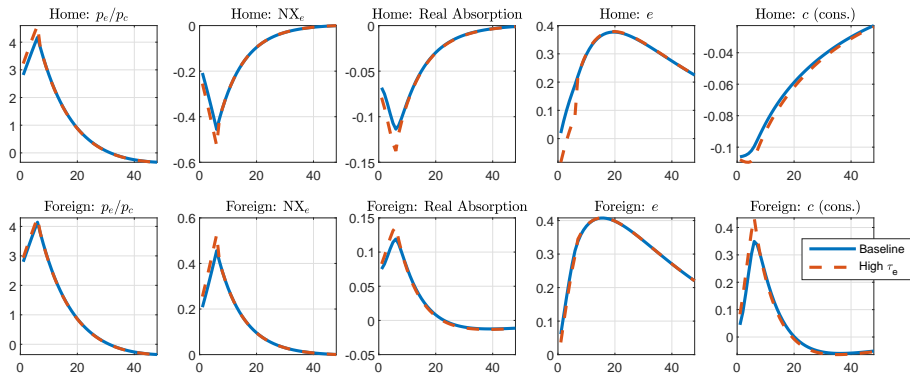 Home: p_e/p_c
4
3
2
1
0
0 20 40
Home: NX_e
0
-0.2
-0.4
-0.6
0 20 40
Home: Real Absorption
0
-0.05
-0.1
-0.15
0 20 40
Home: e
0.4
0.3
0.2
0.1
0
0 20 40
Home: c (cons.)
-0.04
-0.06
-0.08
-0.1
0 20 40
Foreign: p_e/p_c
4
3
2
1
0
0 20 40
Foreign: NX_e
0.6
0.4
0.2
0
0 20 40
Foreign: Real Absorption
0.15
0.1
0.05
0
-0.05
0 20 40
Foreign: e
0.4
0.3
0.2
0.1
0
0 20 40
Foreign: c (cons.)
0.4
0.3
0.2
0.1
0
0 20 40
Baseline
High τ_e